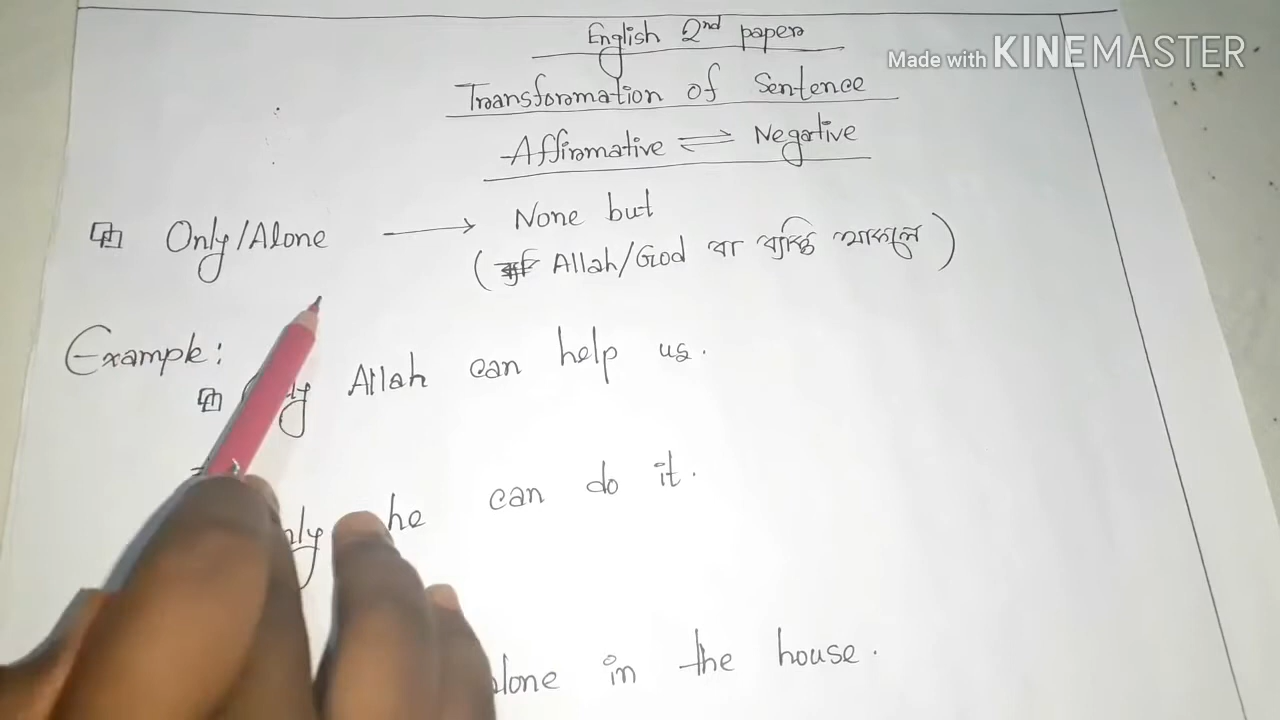 English 2nd paper
Made with KINEMASTER
Transformation of Sentence
Affirmative ⇌ Negative
Only/Alone → None but
( Allah/God বা ব্যক্তি থাকলে )
Example:
Allah can help us.
he can do it.
in the house.